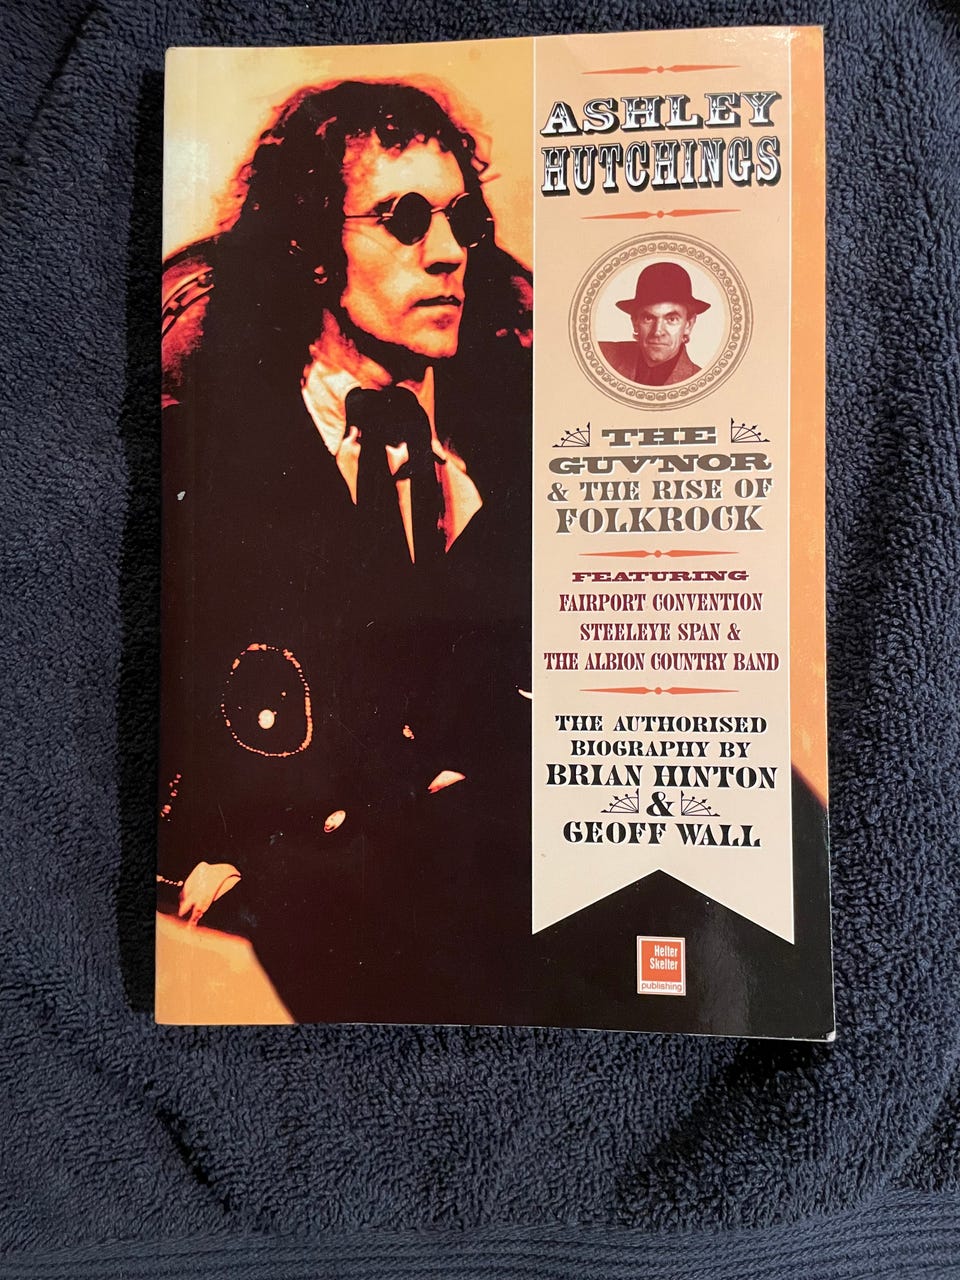 ASHLEY
HUTCHINGS
THE
GUV'NOR
& THE RISE OF
FOLKROCK
FEATURING
FAIRPORT CONVENTION
STEELEYE SPAN &
THE ALBION COUNTRY BAND
THE AUTHORISED
BIOGRAPHY BY
BRIAN HINTON
&
GEOFF WALL
Helter
Skelter
publishing